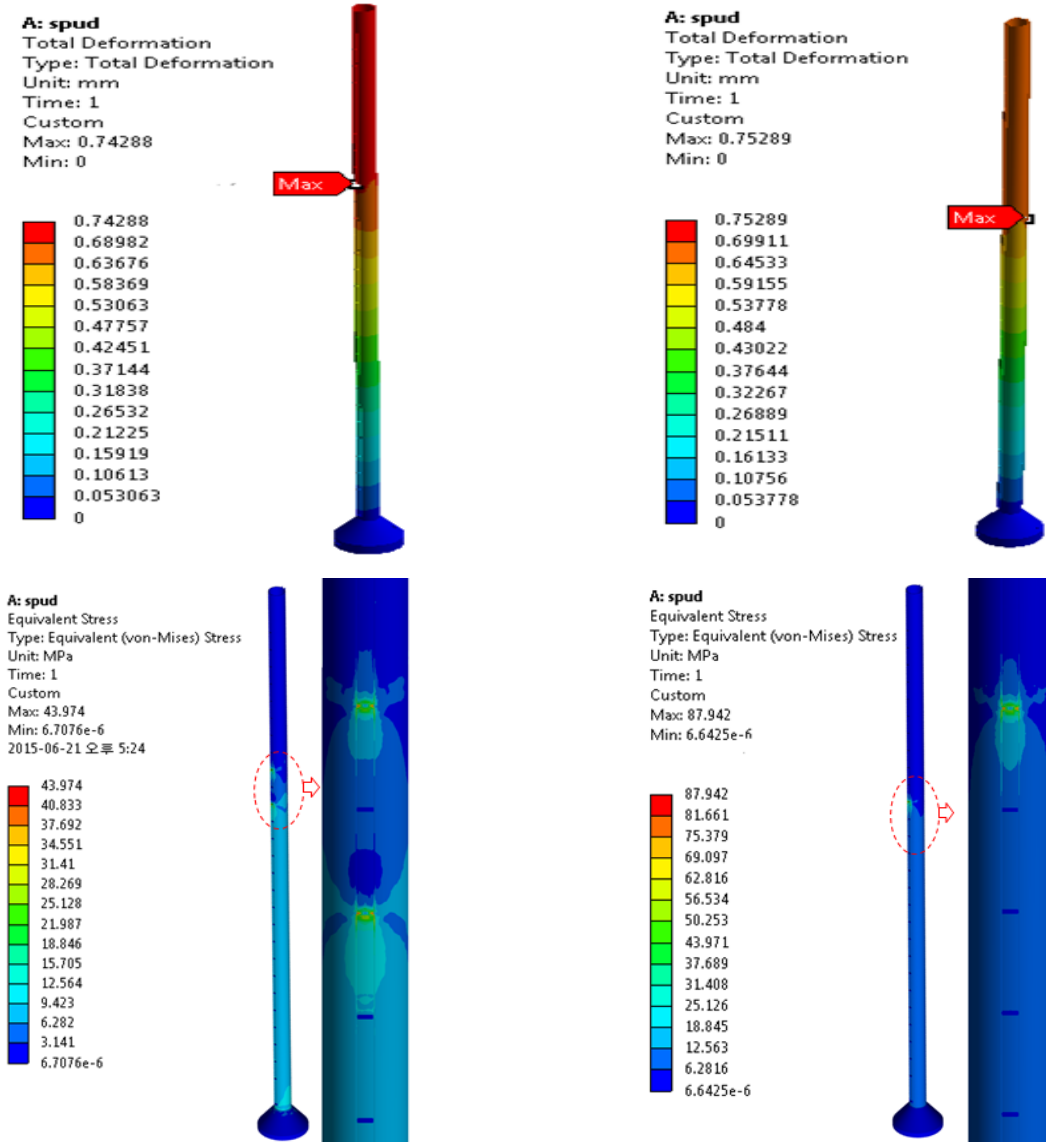 A: spud
Total Deformation
Type: Total Deformation
Unit: mm
Time: 1
Custom
Max: 0.74288
Min: 0
Max
0.74288
0.68982
0.63676
0.58369
0.53063
0.47757
0.42451
0.37144
0.31838
0.26532
0.21225
0.15919
0.10613
0.053063
0
A: spud
Total Deformation
Type: Total Deformation
Unit: mm
Time: 1
Custom
Max: 0.75289
Min: 0
Max
0.75289
0.69911
0.64533
0.59155
0.53778
0.484
0.43022
0.37644
0.32267
0.26889
0.21511
0.16133
0.10756
0.053778
0
A: spud
Equivalent Stress
Type: Equivalent (von-Mises) Stress
Unit: MPa
Time: 1
Custom
Max: 43.974
Min: 6.7076e-6
2015-06-21 오후 5:24
43.974
40.833
37.692
34.551
31.41
28.269
25.128
21.987
18.846
15.705
12.564
9.423
6.282
3.141
6.7076e-6
A: spud
Equivalent Stress
Type: Equivalent (von-Mises) Stress
Unit: MPa
Time: 1
Custom
Max: 87.942
Min: 6.6425e-6
87.942
81.661
75.379
69.097
62.816
56.534
50.253
43.971
37.689
31.408
25.126
18.845
12.563
6.2816
6.6425e-6